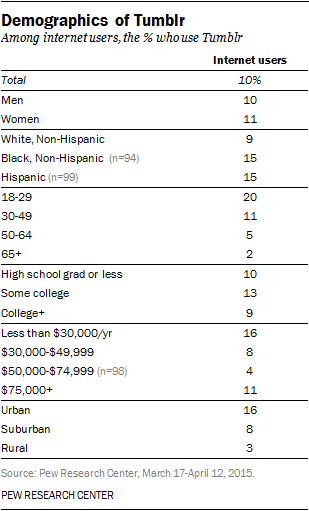 Demographics of Tumblr
Among internet users, the % who use Tumblr
Internet users
Total 10%
Men 10
Women 11
White, Non-Hispanic 9
Black, Non-Hispanic (n=94) 15
Hispanic (n=99) 15
18-29 20
30-49 11
50-64 5
65+ 2
High school grad or less 10
Some college 13
College+ 9
Less than $30,000/yr 16
$30,000-$49,999 8
$50,000-$74,999 (n=98) 4
$75,000+ 11
Urban 16
Suburban 8
Rural 3
Source: Pew Research Center, March 17-April 12, 2015.
PEW RESEARCH CENTER